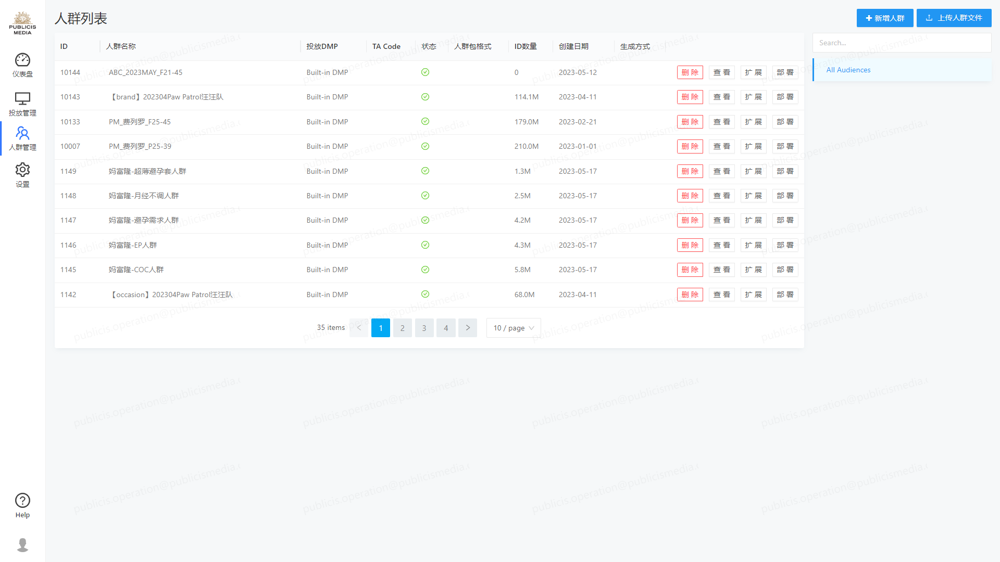 PUBLICIS
MEDIA
仪表盘
投放管理
人群管理
设置
Help
人群列表
新增人群
上传人群文件
Search...
All Audiences
ID 人群名称 投放DMP TA Code 状态 人群包格式 ID数量 创建日期 生成方式
10144 ABC_2023MAY_F21-45 Built-in DMP 0 2023-05-12 删 除 查 看 扩 展 部 署
10143 【brand】202304Paw Patrol汪汪队 Built-in DMP 114.1M 2023-04-11 删 除 查 看 扩 展 部 署
10133 PM_费列罗_F25-45 Built-in DMP 179.0M 2023-02-21 删 除 查 看 扩 展 部 署
10007 PM_费列罗_P25-39 Built-in DMP 210.0M 2023-01-01 删 除 查 看 扩 展 部 署
1149 妈富隆-超薄避孕套人群 Built-in DMP 1.3M 2023-05-17 删 除 查 看 扩 展 部 署
1148 妈富隆-月经不调人群 Built-in DMP 2.5M 2023-05-17 删 除 查 看 扩 展 部 署
1147 妈富隆-避孕需求人群 Built-in DMP 4.2M 2023-05-17 删 除 查 看 扩 展 部 署
1146 妈富隆-EP人群 Built-in DMP 4.3M 2023-05-17 删 除 查 看 扩 展 部 署
1145 妈富隆-COC人群 Built-in DMP 5.8M 2023-05-17 删 除 查 看 扩 展 部 署
1142 【occasion】202304Paw Patrol汪汪队 Built-in DMP 68.0M 2023-04-11 删 除 查 看 扩 展 部 署
35 items < 1 2 3 4 > 10 / page
publicis.operation@publicismedia.